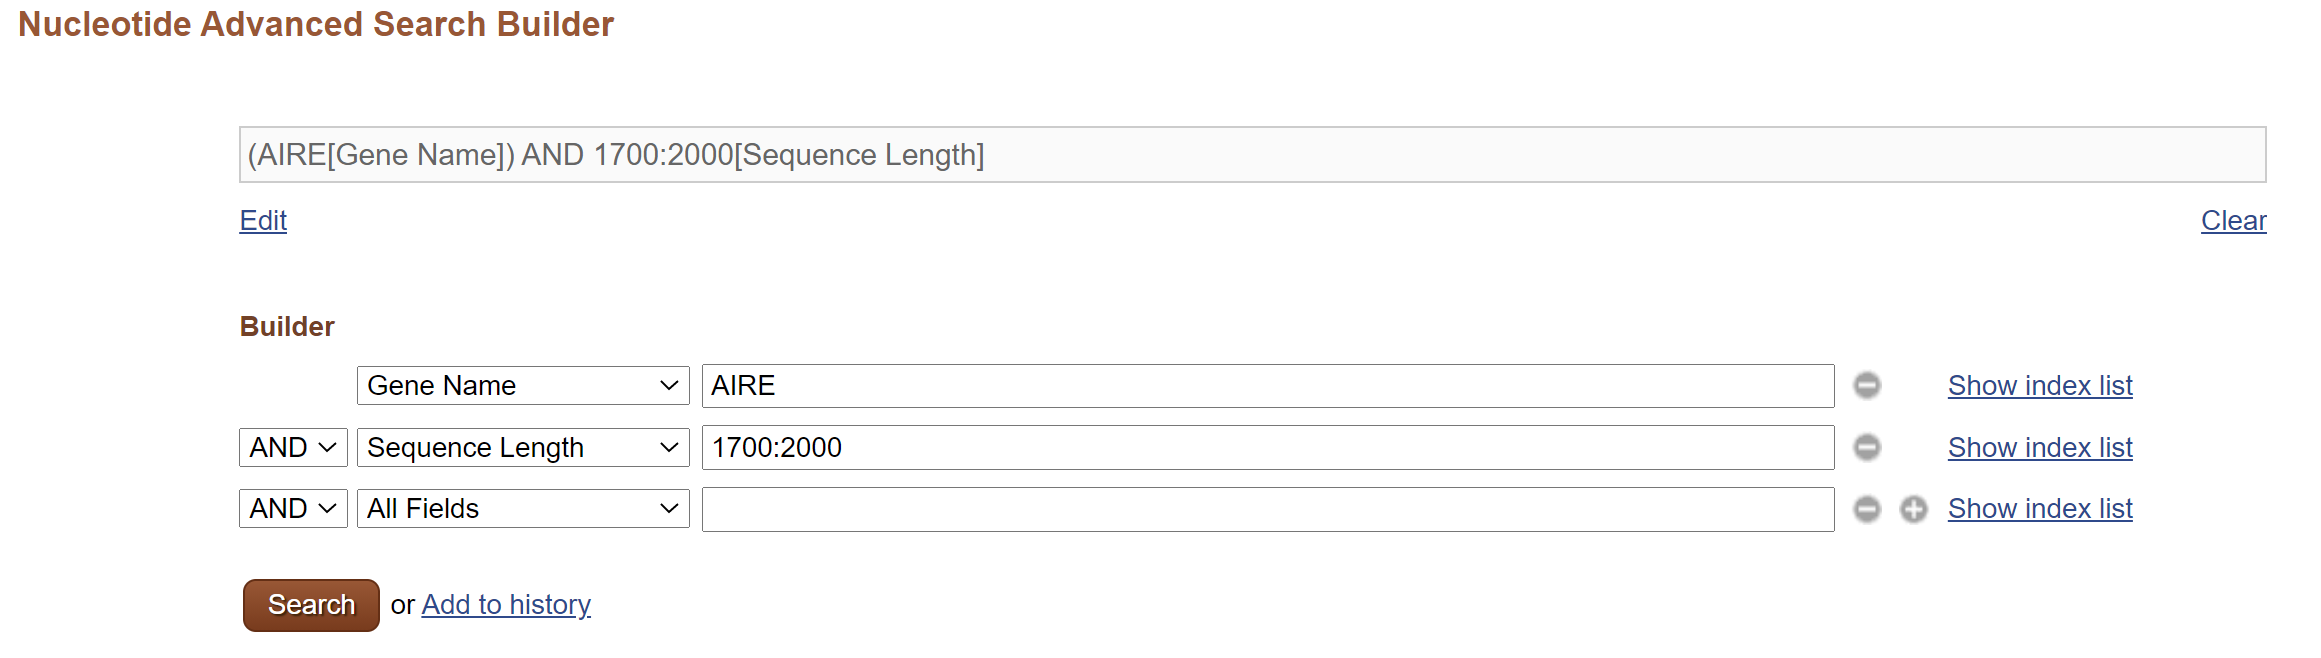 Nucleotide Advanced Search Builder
(AIRE[Gene Name]) AND 1700:2000[Sequence Length]
Edit Clear
Builder
Gene Name AIRE Show index list
AND Sequence Length 1700:2000 Show index list
AND All Fields Show index list
Search or Add to history